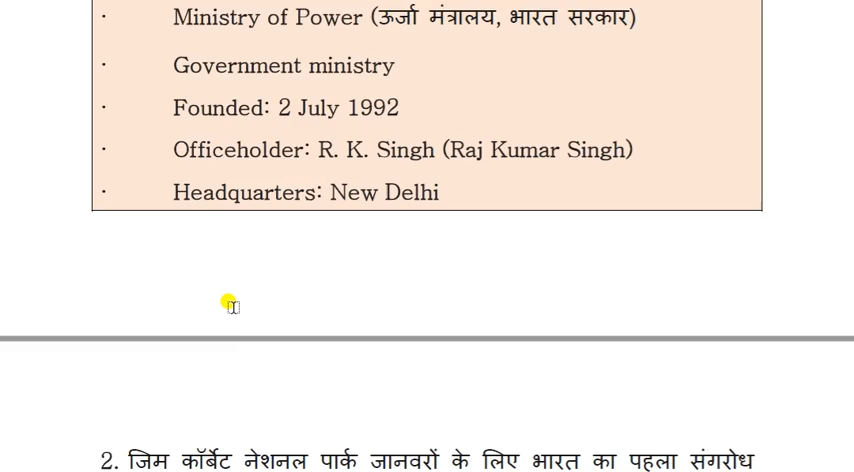 · Ministry of Power (ऊर्जा मंत्रालय, भारत सरकार)
· Government ministry
· Founded: 2 July 1992
· Officeholder: R. K. Singh (Raj Kumar Singh)
· Headquarters: New Delhi
2. जिम कॉर्बेट नेशनल पार्क जानवरों के लिए भारत का पहला संगरोध